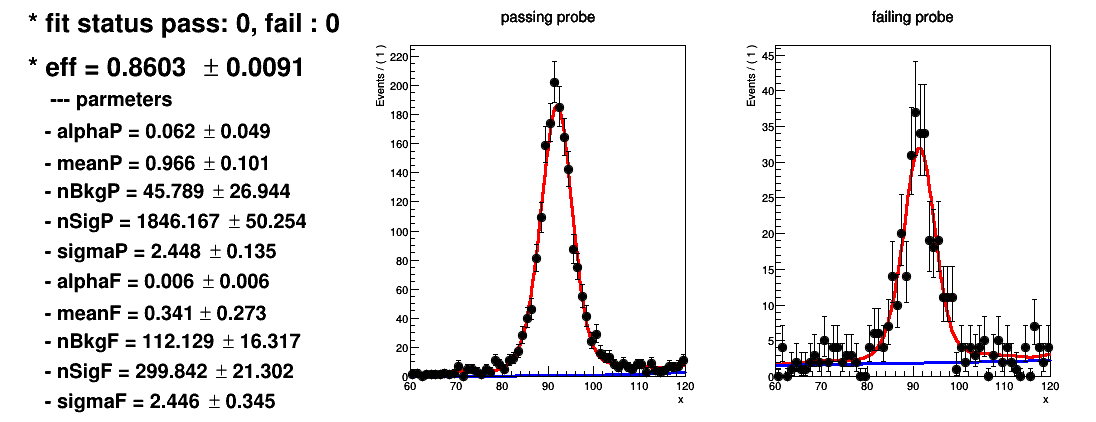 * fit status pass: 0, fail : 0
* eff = 0.8603 ± 0.0091
--- parmeters
- alphaP = 0.062 ± 0.049
- meanP = 0.966 ± 0.101
- nBkgP = 45.789 ± 26.944
- nSigP = 1846.167 ± 50.254
- sigmaP = 2.448 ± 0.135
- alphaF = 0.006 ± 0.006
- meanF = 0.341 ± 0.273
- nBkgF = 112.129 ± 16.317
- nSigF = 299.842 ± 21.302
- sigmaF = 2.446 ± 0.345
passing probe
Events / ( 1 )
220
200
180
160
140
120
100
80
60
40
20
0
60 70 80 90 100 110 120
x
failing probe
Events / ( 1 )
45
40
35
30
25
20
15
10
5
0
60 70 80 90 100 110 120
x